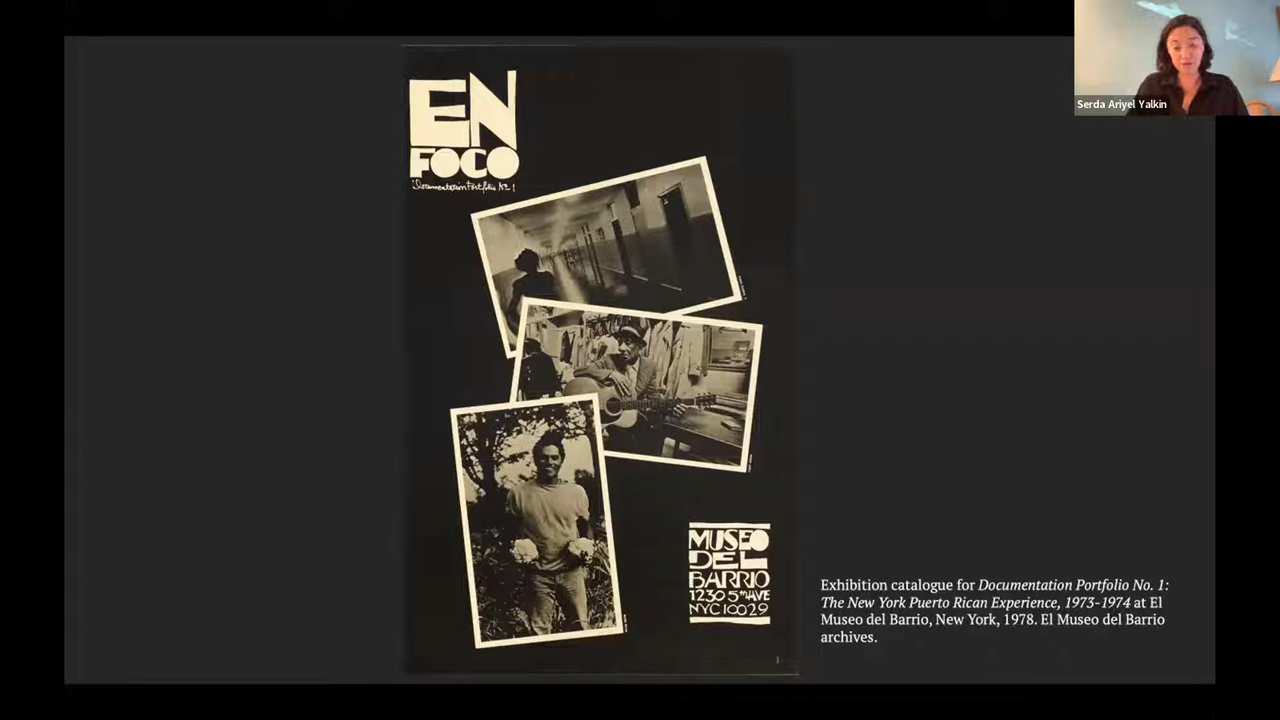 Serda Ariyel Yalkin
EN
FOCO
Documentation Portfolio No. 1
MUSEO
DEL
BARRIO
1230 5TH AVE
NYC 10029
Exhibition catalogue for Documentation Portfolio No. 1:
The New York Puerto Rican Experience, 1973-1974 at El
Museo del Barrio, New York, 1978. El Museo del Barrio
archives.